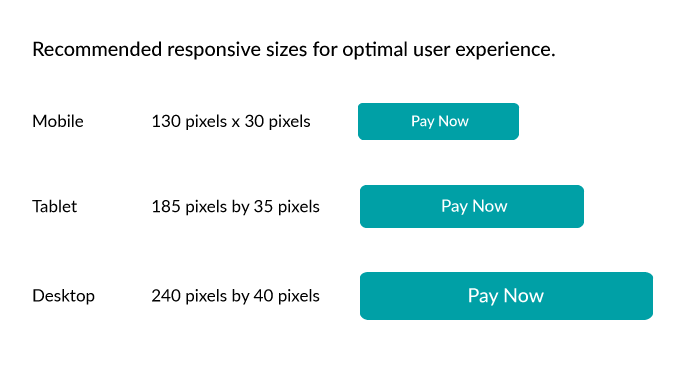 Recommended responsive sizes for optimal user experience.
Mobile 130 pixels x 30 pixels Pay Now
Tablet 185 pixels by 35 pixels Pay Now
Desktop 240 pixels by 40 pixels Pay Now